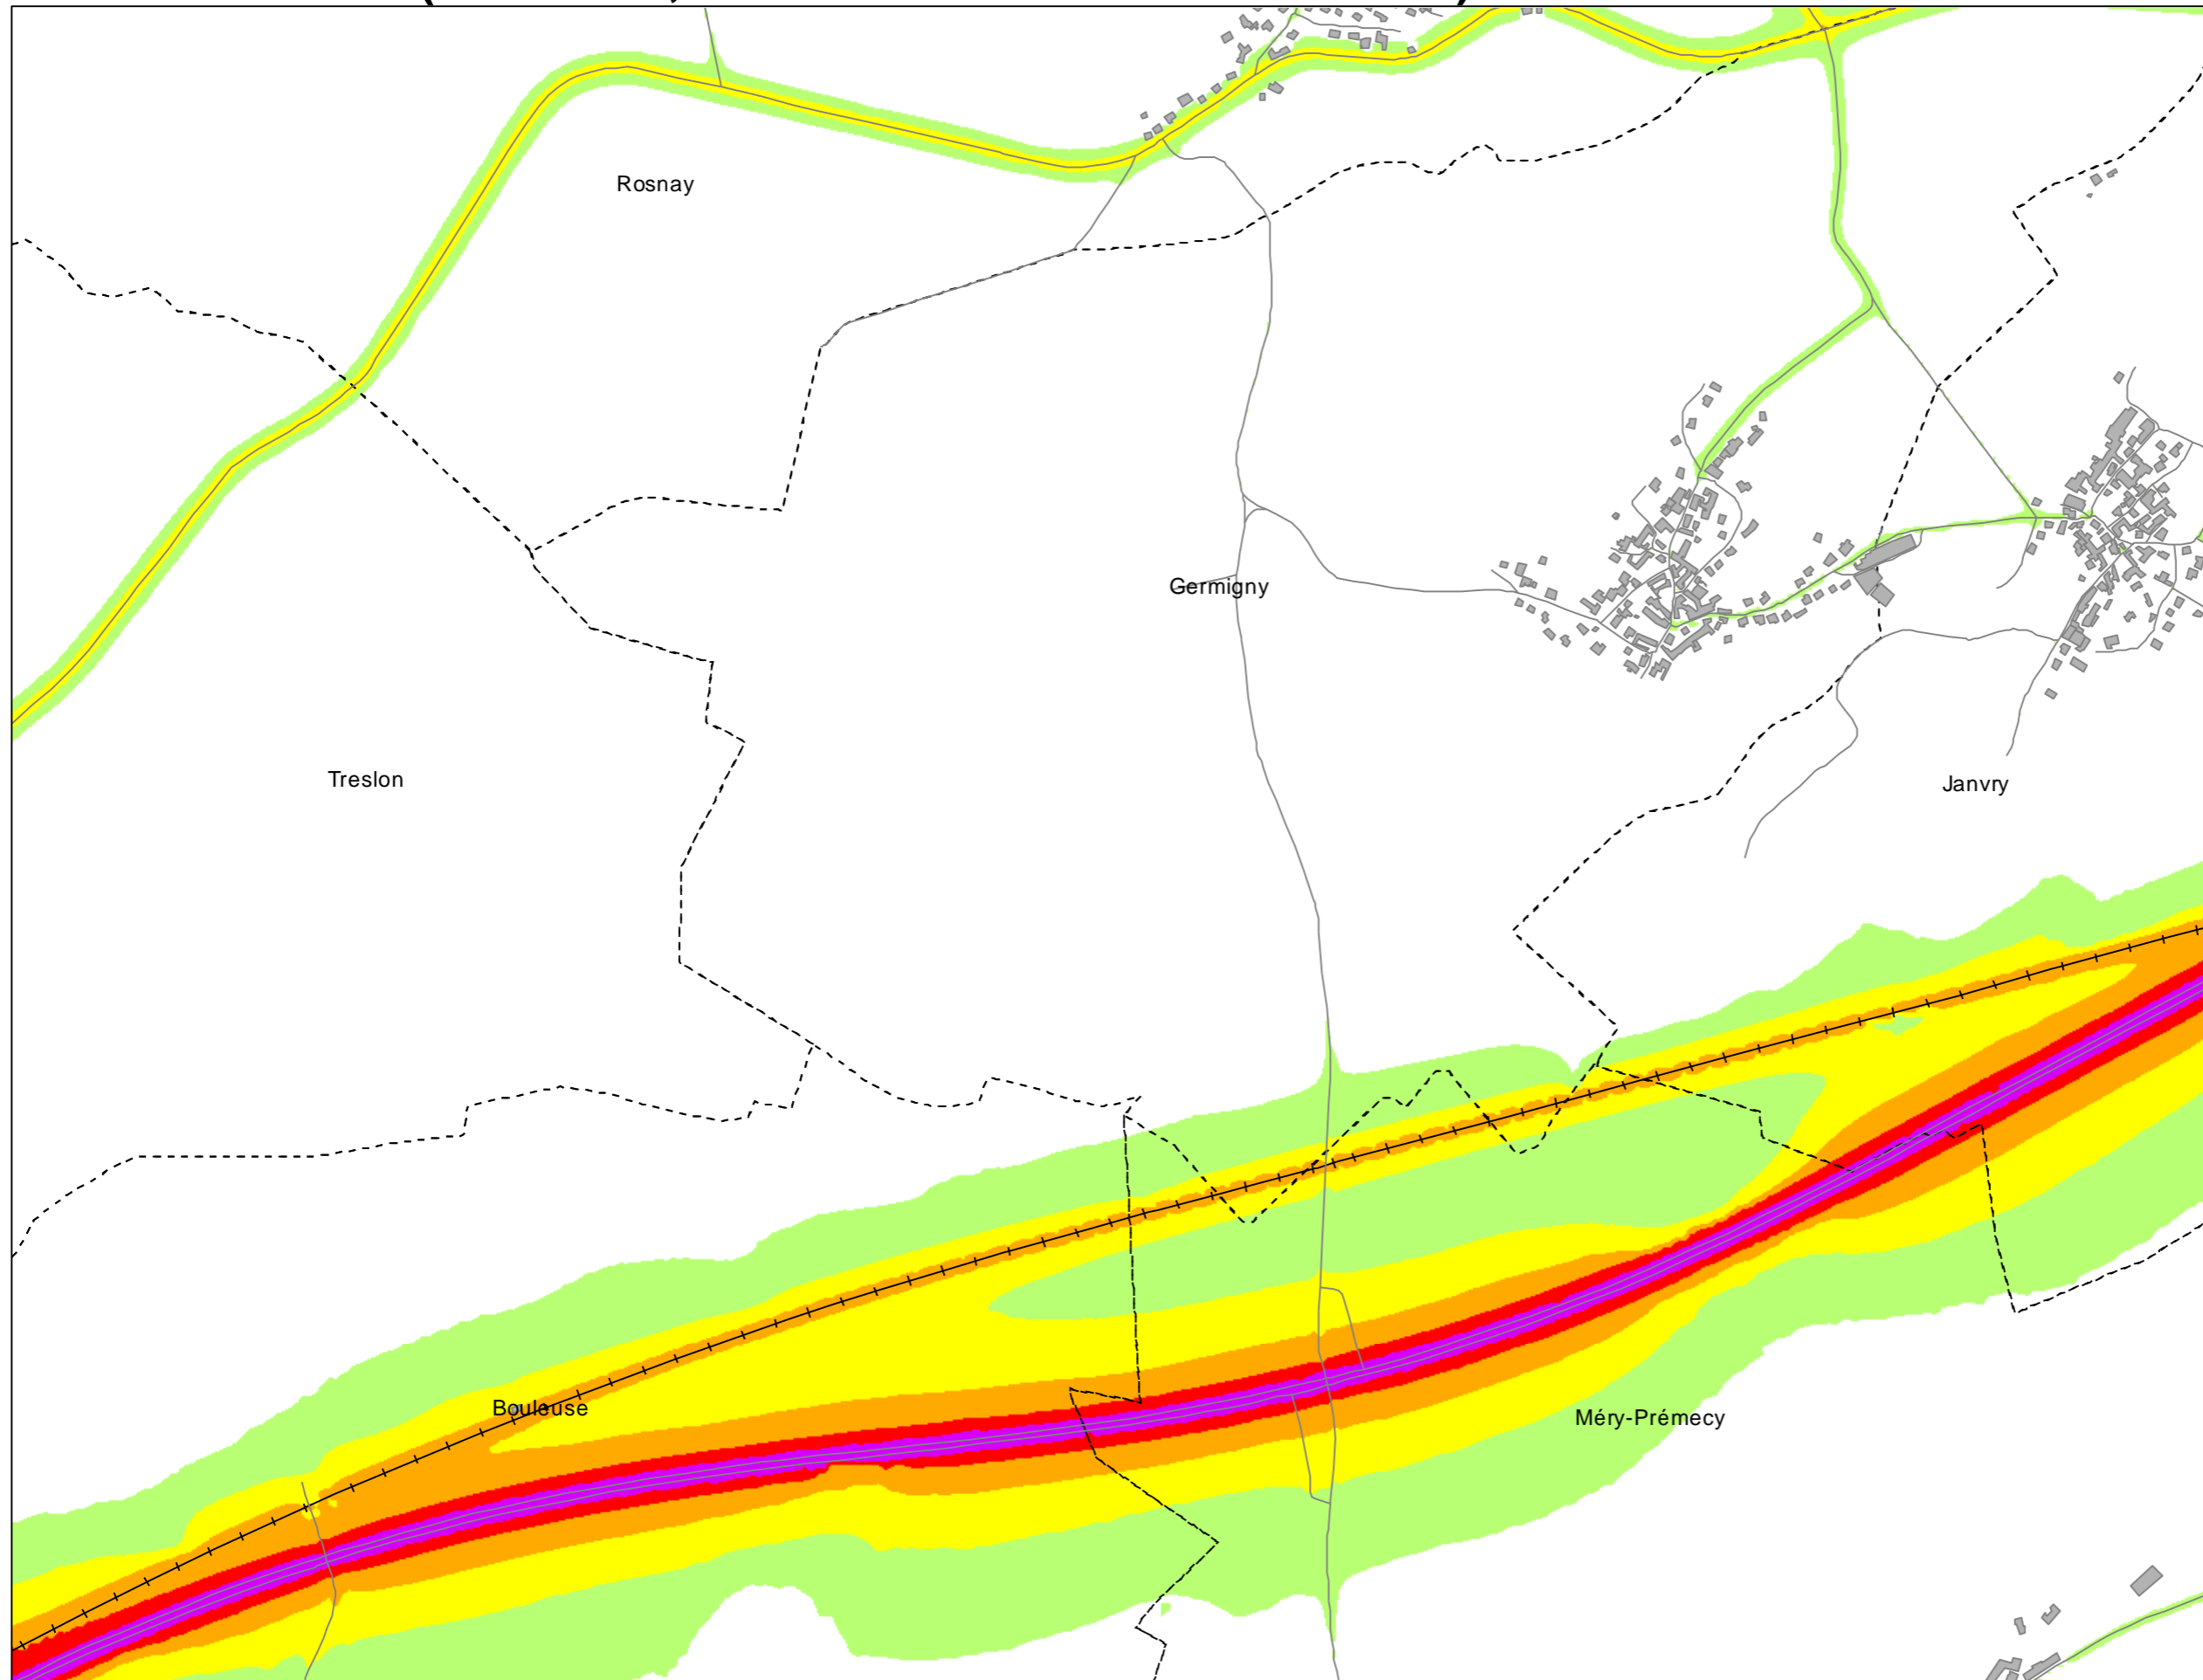 Rosnay
Germigny
Treslon
Janvry
Bouleuse
Méry-Prémecy